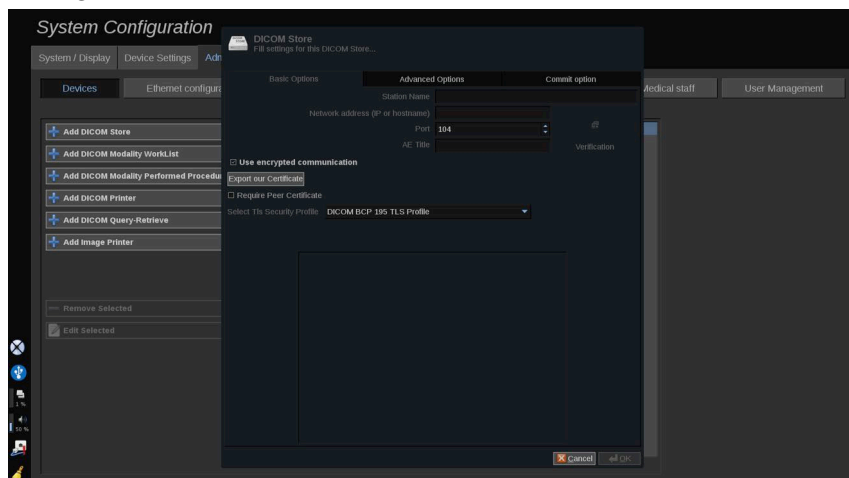 System Configuration
System / Display
Device Settings
Adm
Devices
Ethernet configura
Medical staff
User Management
Add DICOM Store
Add DICOM Modality WorkList
Add DICOM Modality Performed Procedu
Add DICOM Printer
Add DICOM Query-Retrieve
Add Image Printer
Remove Selected
Edit Selected
1 %
50 %
DICOM Store
Fill settings for this DICOM Store...
Basic Options
Advanced Options
Commit option
Station Name
Network address (IP or hostname)
Port 104
AE Title
Verification
Use encrypted communication
Export our Certificate
Require Peer Certificate
Select Tls Security Profile DICOM BCP 195 TLS Profile
Cancel
OK